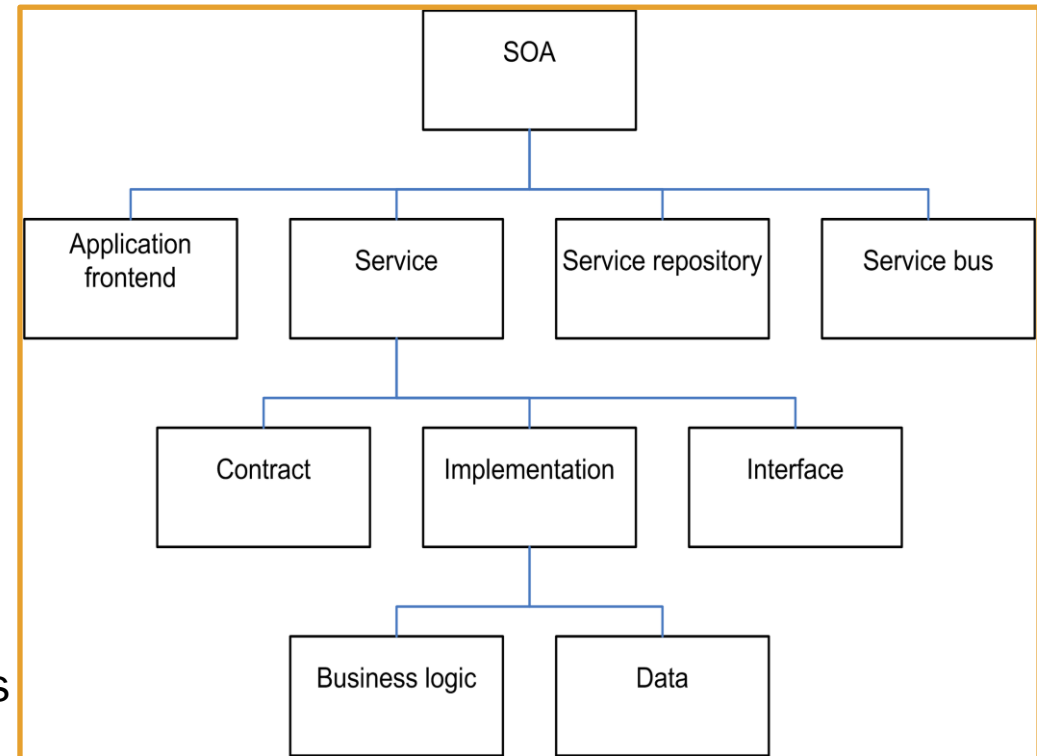 SOA
Application
frontend
Service
Service repository
Service bus
Contract
Implementation
Interface
Business logic
Data
s